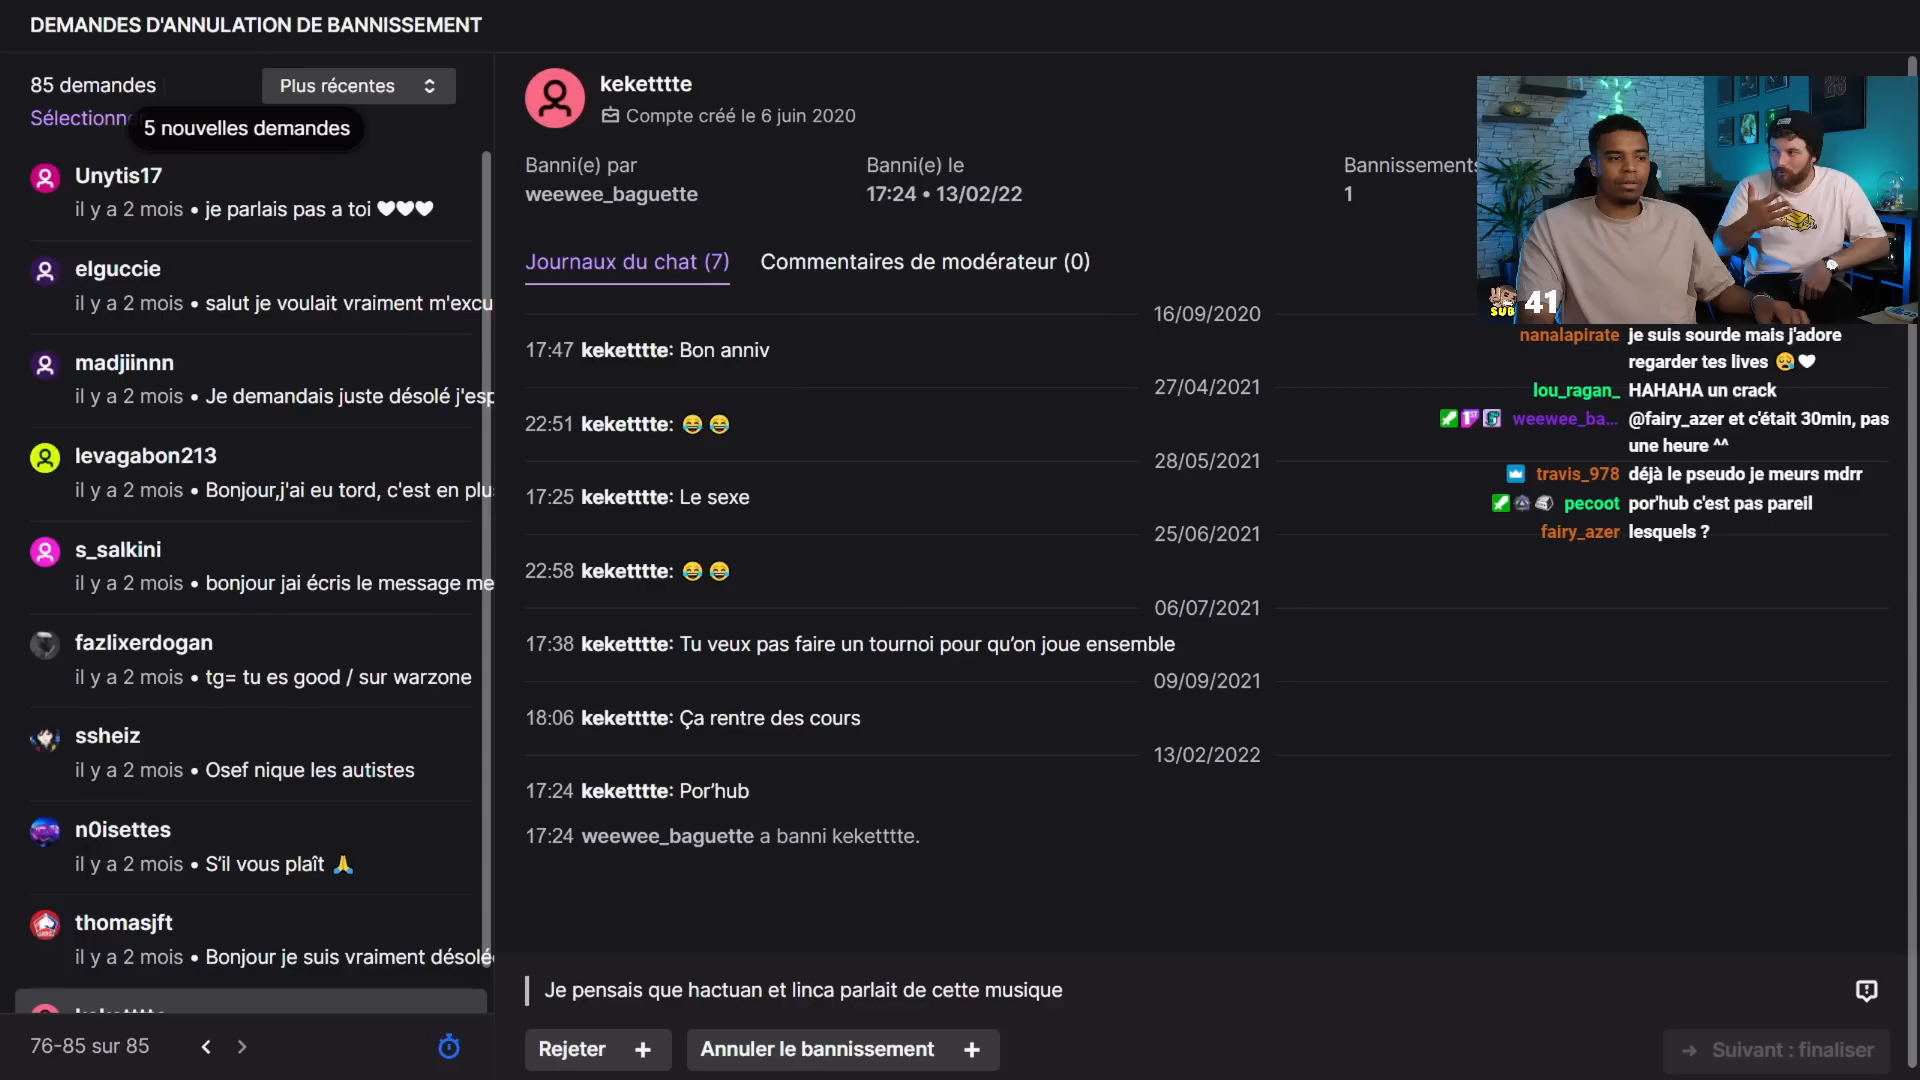 DEMANDES D'ANNULATION DE BANNISSEMENT
85 demandes
Plus récentes
5 nouvelles demandes
Unytis17
il y a 2 mois • je parlais pas a toi 🤍🤍🤍
elguccie
il y a 2 mois • salut je voulait vraiment m'excu
madjiinnn
il y a 2 mois • Je demandais juste désolé j'esp
levagabon213
il y a 2 mois • Bonjour,j'ai eu tord, c'est en plu
s_salkini
il y a 2 mois • bonjour jai écris le message me
fazlixerdogan
il y a 2 mois • tg= tu es good / sur warzone
ssheiz
il y a 2 mois • Osef nique les autistes
n0isettes
il y a 2 mois • S'il vous plaît 🙏
thomasjft
il y a 2 mois • Bonjour je suis vraiment désolé
76-85 sur 85
keketttte
Compte créé le 6 juin 2020
Banni(e) par
weewee_baguette
Banni(e) le
17:24 • 13/02/22
Bannissements
1
Journaux du chat (7)
Commentaires de modérateur (0)
16/09/2020
17:47 keketttte: Bon anniv
27/04/2021
22:51 keketttte: 😂 😂
28/05/2021
17:25 keketttte: Le sexe
25/06/2021
22:58 keketttte: 😂 😂
06/07/2021
17:38 keketttte: Tu veux pas faire un tournoi pour qu’on joue ensemble
09/09/2021
18:06 keketttte: Ça rentre des cours
13/02/2022
17:24 keketttte: Por’hub
17:24 weewee_baguette a banni keketttte.
Je pensais que hactuan et linca parlait de cette musique
Rejeter +
Annuler le bannissement +
→ Suivant : finaliser
SUB 41
nanalapirate je suis sourde mais j'adore
regarder tes lives 😪🤍
lou_ragan_ HAHAHA un crack
weewee_ba... @fairy_azer et c'était 30min, pas
une heure ^^
travis_978 déjà le pseudo je meurs mdrr
pecoot por'hub c'est pas pareil
fairy_azer lesquels ?